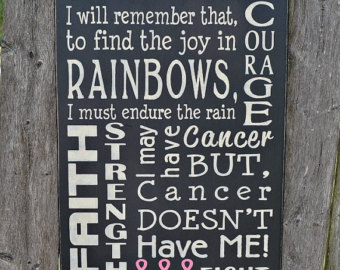 I will remember that,
to find the joy in
RAINBOWS,
I must endure the rain
COURAGE
FAITH
STRENGTH
I may
have
Cancer
BUT,
Cancer
DOESN'T
Have ME!
FIGHT